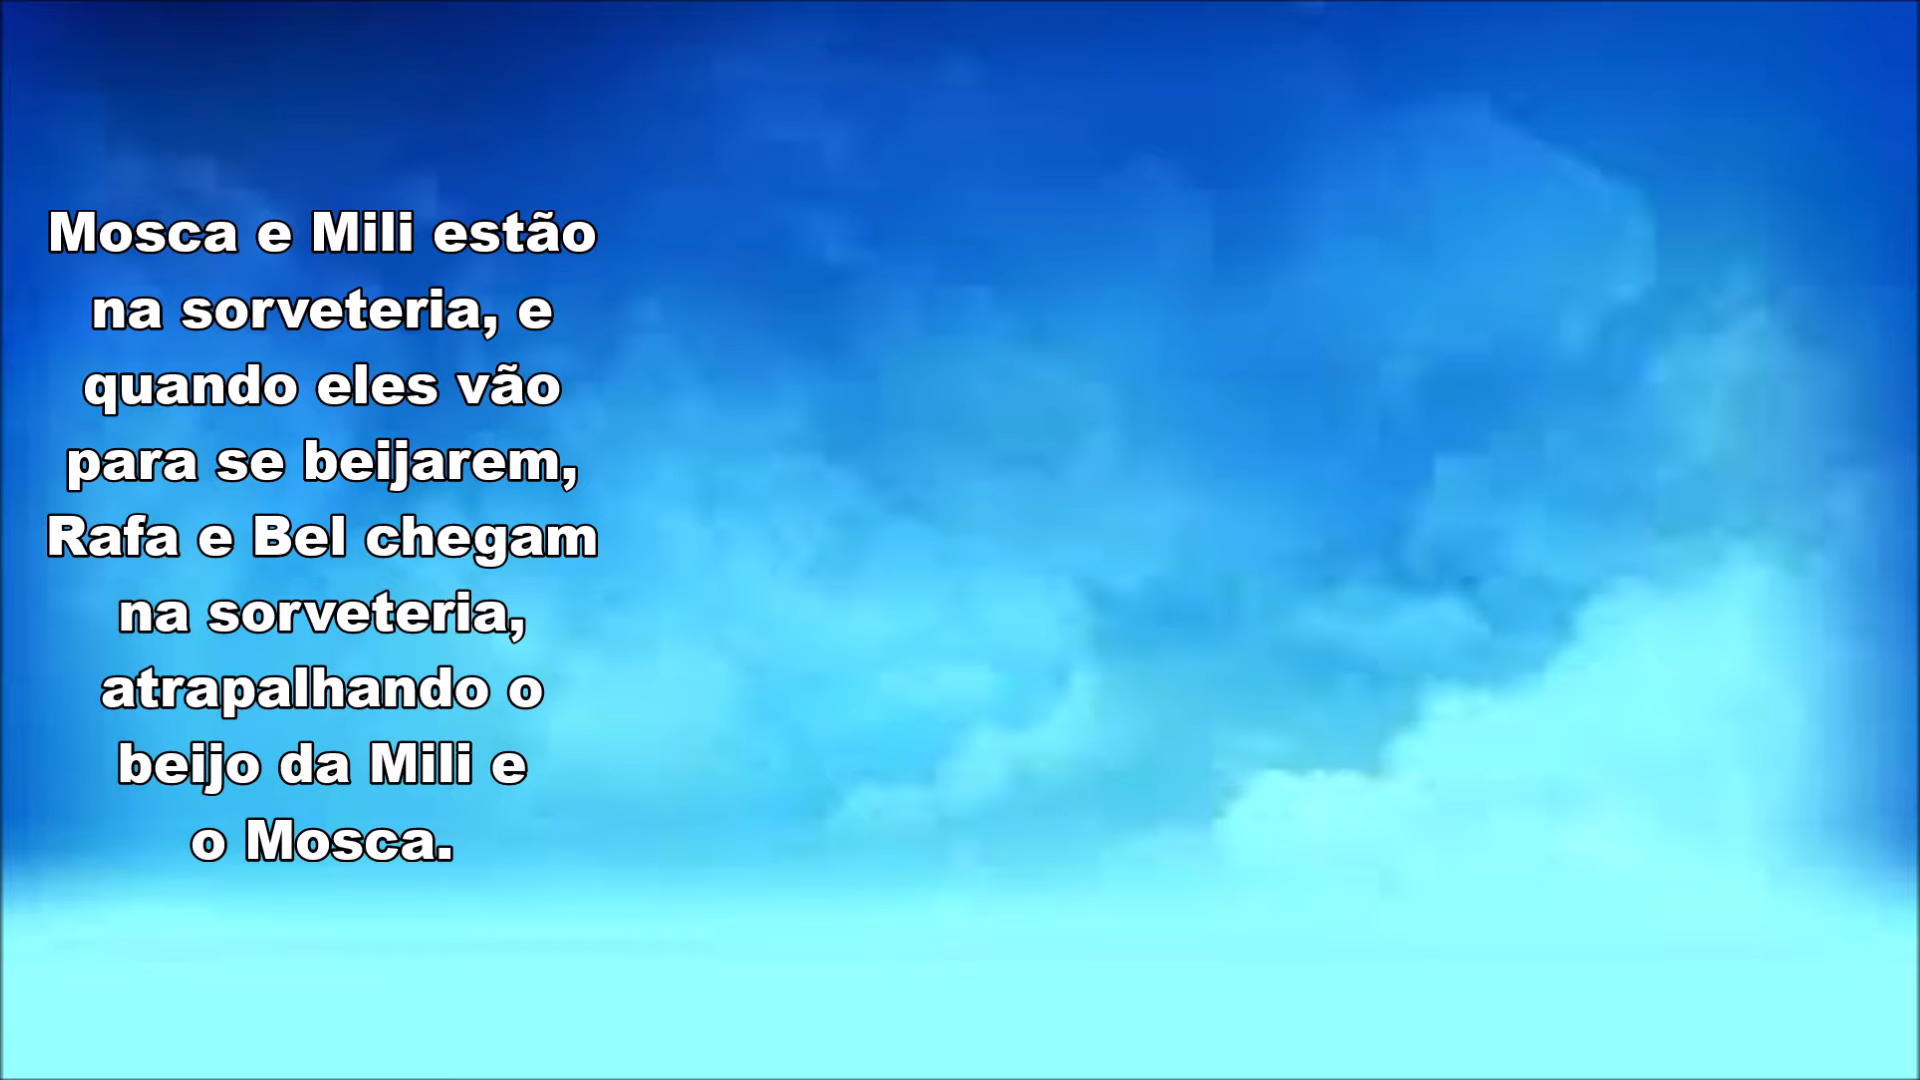 Mosca e Mili estão
na sorveteria, e
quando eles vão
para se beijarem,
Rafa e Bel chegam
na sorveteria,
atrapalhando o
beijo da Mili e
o Mosca.